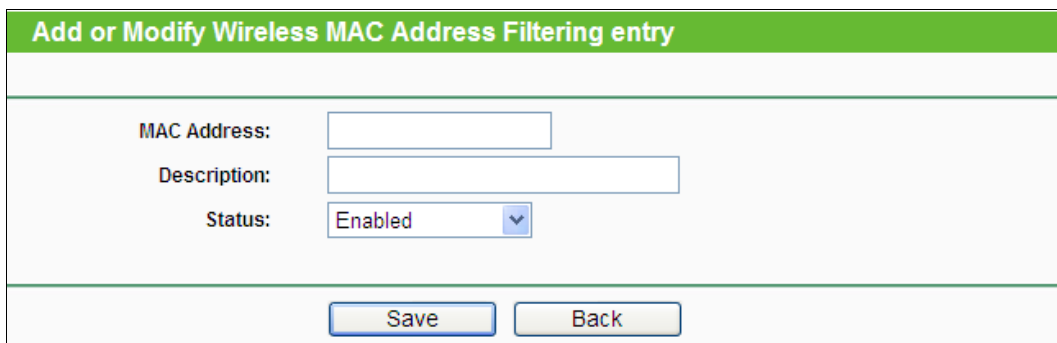 Add or Modify Wireless MAC Address Filtering entry
MAC Address:
Description:
Status: Enabled
Save Back